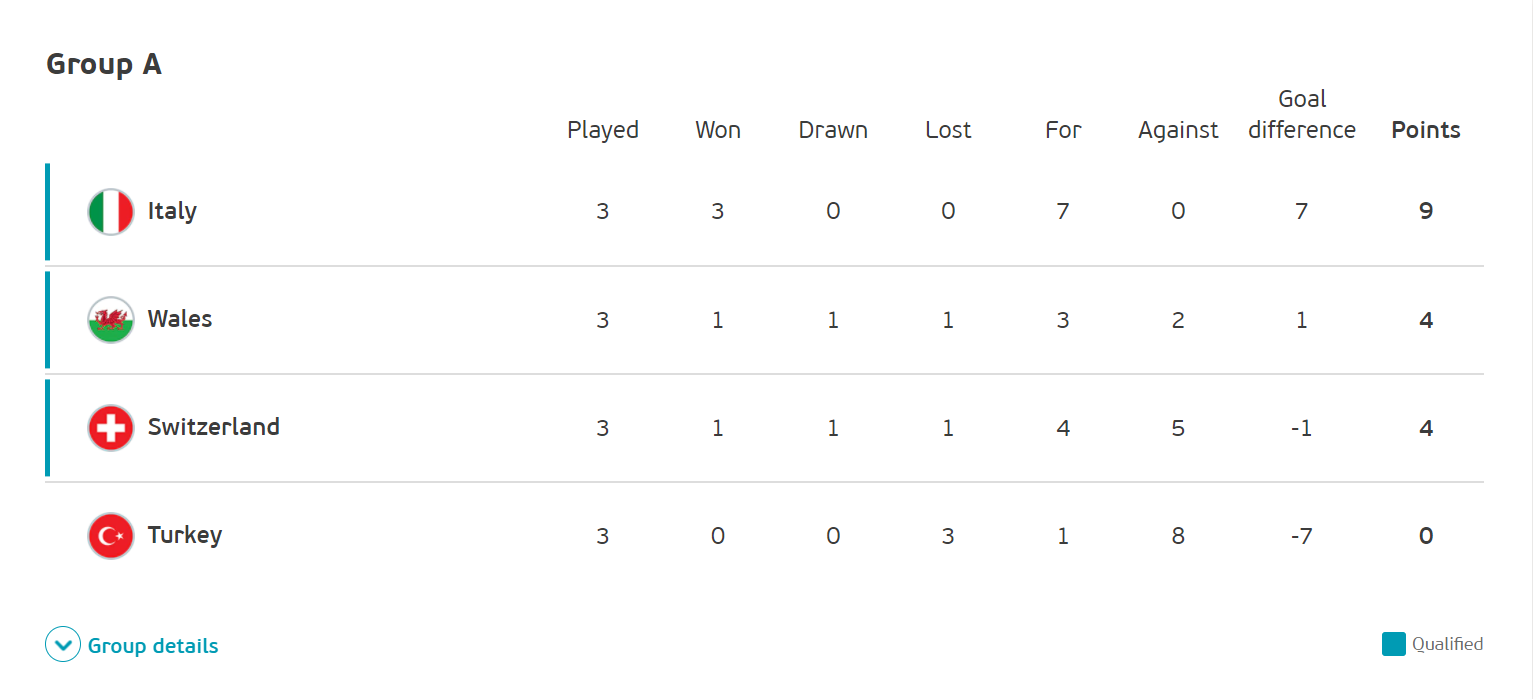 Group A
Goal
Played Won Drawn Lost For Against difference Points
Italy 3 3 0 0 7 0 7 9
Wales 3 1 1 1 3 2 1 4
Switzerland 3 1 1 1 4 5 -1 4
Turkey 3 0 0 3 1 8 -7 0
Group details Qualified